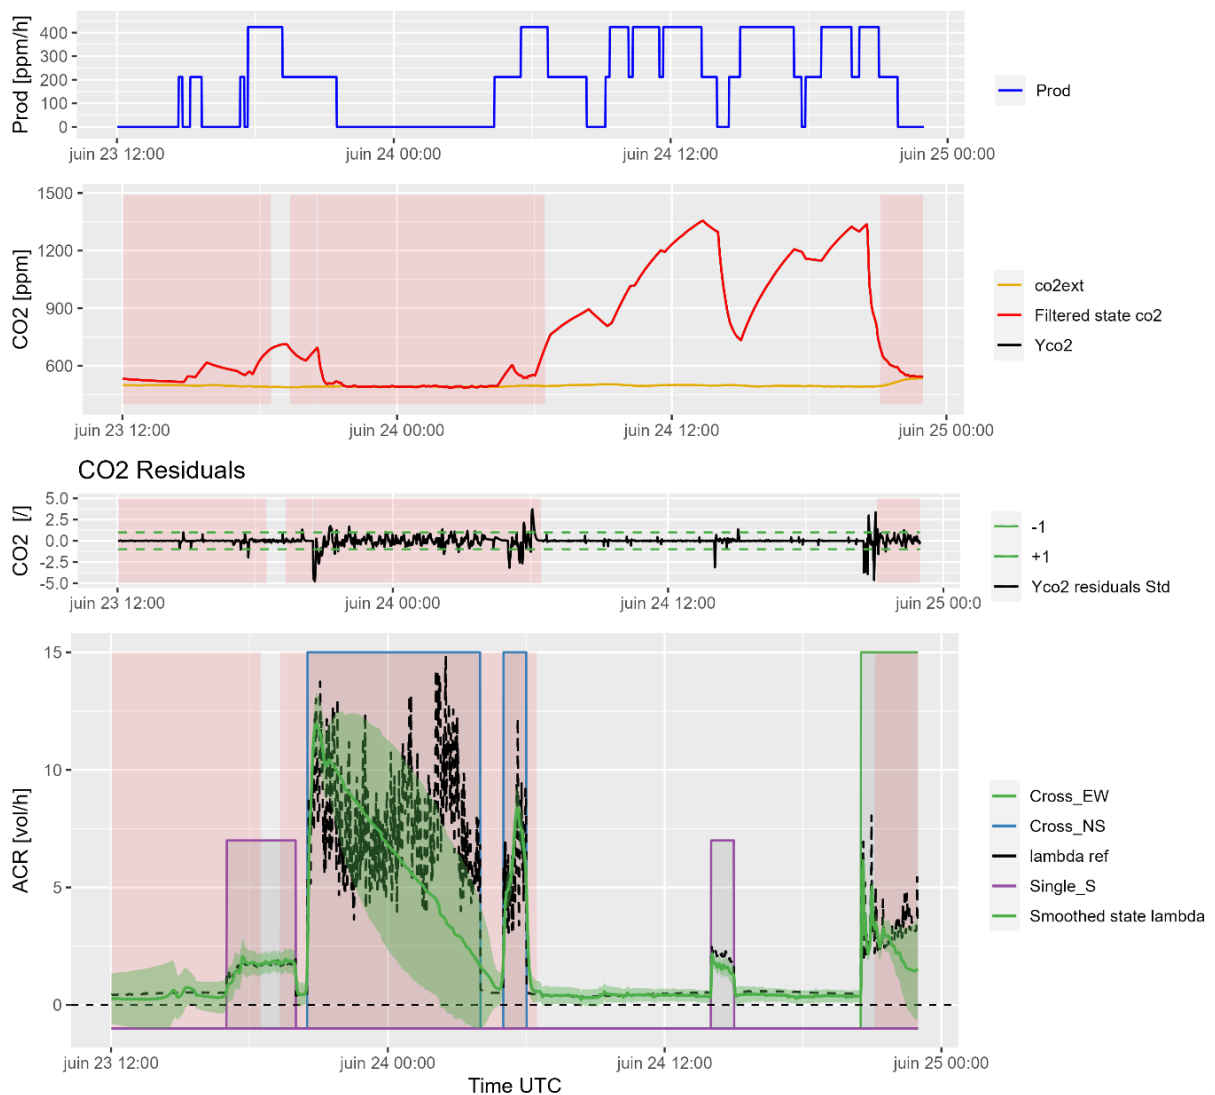 Prod [ppm/h]
400
300
200
100
0
juin 23 12:00 juin 24 00:00 juin 24 12:00 juin 25 00:00
Prod
CO2 [ppm]
1500
1200
900
600
juin 23 12:00 juin 24 00:00 juin 24 12:00 juin 25 00:00
co2ext
Filtered state co2
Yco2
CO2 Residuals
CO2 [/]
5.0
2.5
0.0
-2.5
-5.0
juin 23 12:00 juin 24 00:00 juin 24 12:00 juin 25 00:0
-1
+1
Yco2 residuals Std
ACR [vol/h]
15
10
5
0
juin 23 12:00 juin 24 00:00 juin 24 12:00 juin 25 00:00
Time UTC
Cross_EW
Cross_NS
lambda ref
Single_S
Smoothed state lambda